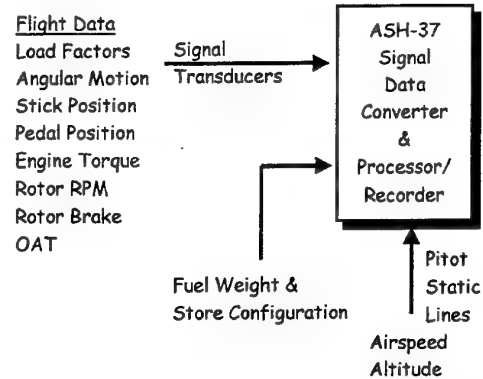 Flight Data
Load Factors
Angular Motion
Stick Position
Pedal Position
Engine Torque
Rotor RPM
Rotor Brake
OAT
Signal
Transducers
ASH-37
Signal
Data
Converter
&
Processor/
Recorder
Fuel Weight &
Store Configuration
Pitot
Static
Lines
Airspeed
Altitude